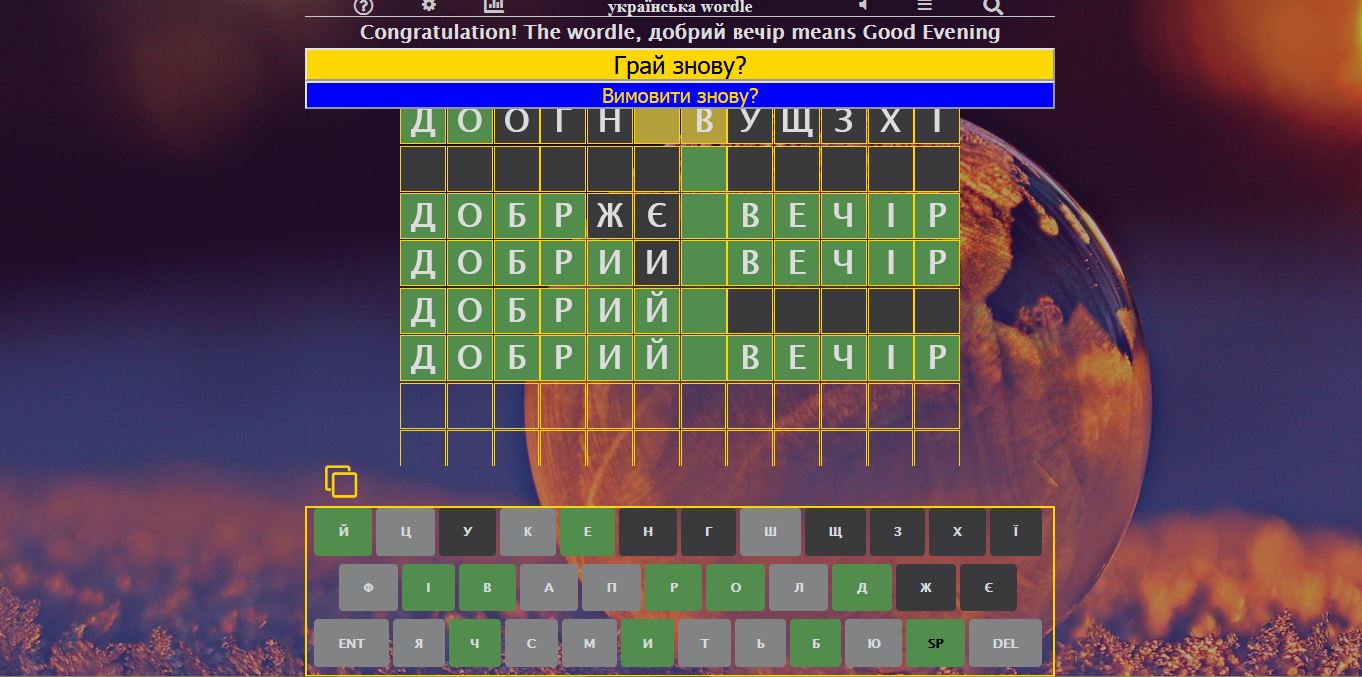 українська wordle
Congratulation! The wordle, добрий вечір means Good Evening
Грай знову?
Вимовити знову?
Д О О Г Н В У Щ З Х Ї
Д О Б Р Ж Є В Е Ч І Р
Д О Б Р И И В Е Ч І Р
Д О Б Р И Й
Д О Б Р И Й В Е Ч І Р
Й Ц У К Е Н Г Ш Щ З Х Ї
Ф І В А П Р О Л Д Ж Є
ENT Я Ч С М И Т Ь Б Ю SP DEL